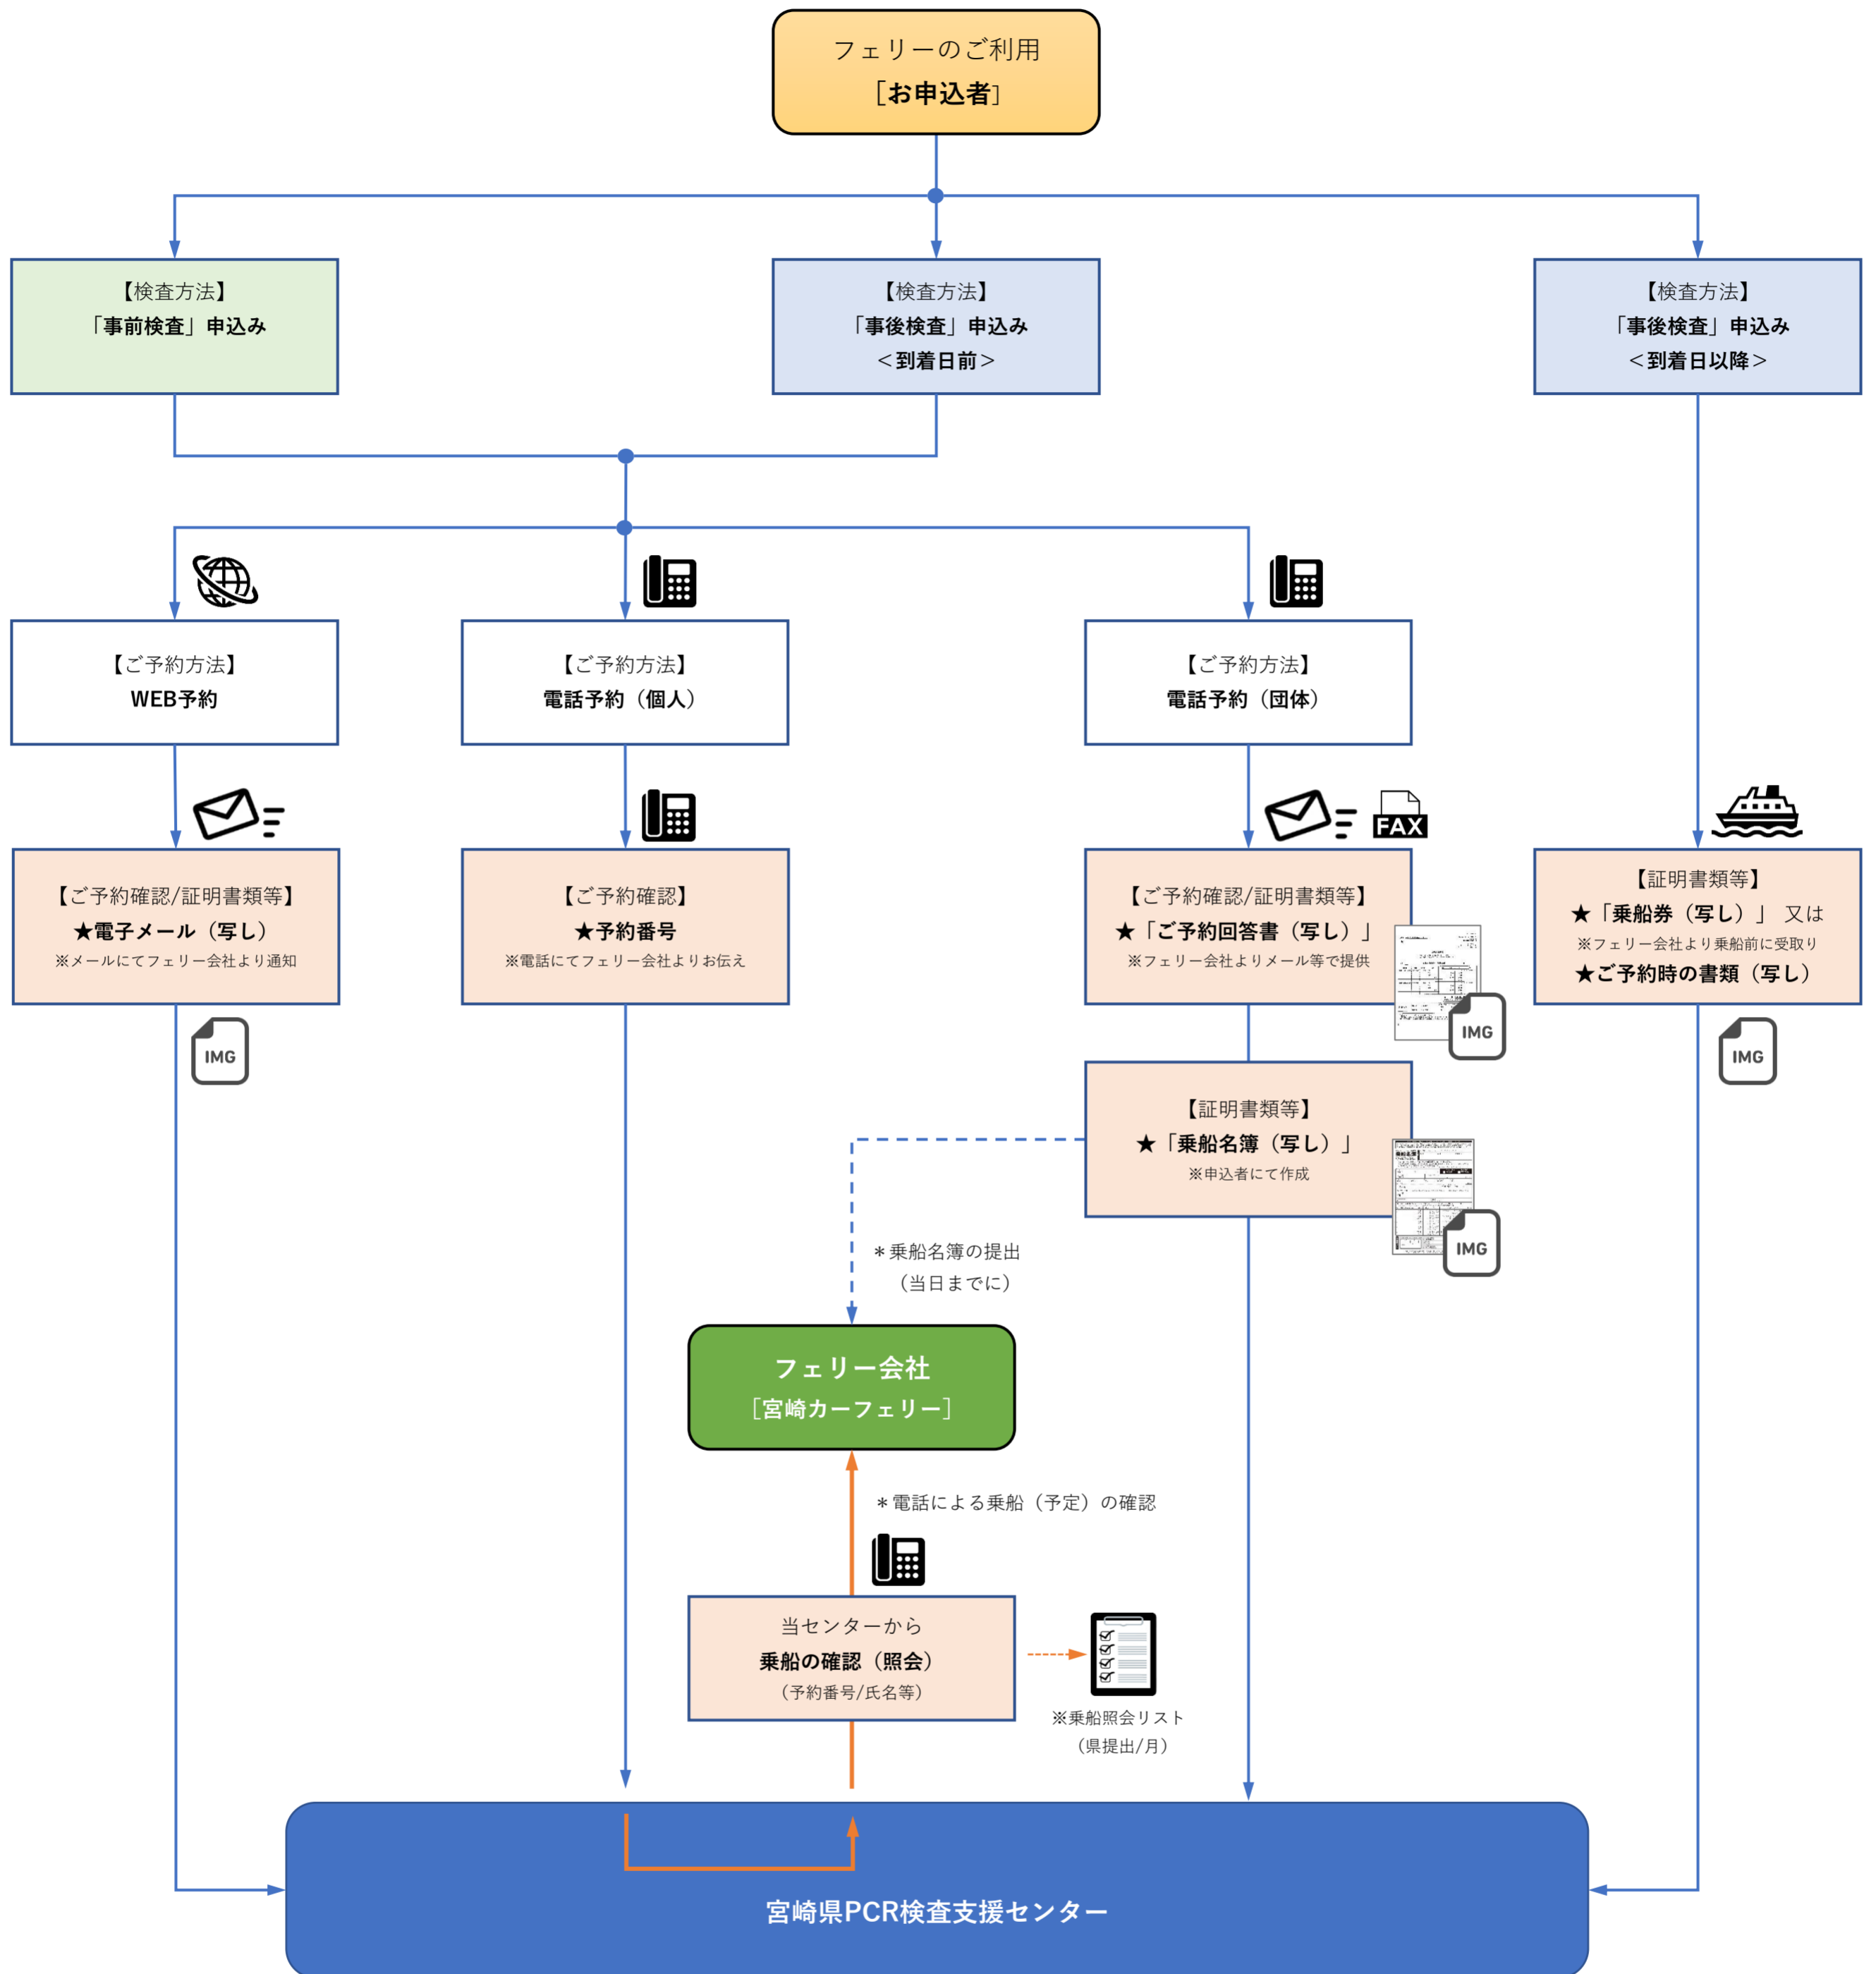 フェリーのご利用
［お申込者］
【検査方法】
「事前検査」申込み
【検査方法】
「事後検査」申込み
＜到着日前＞
【検査方法】
「事後検査」申込み
＜到着日以降＞
【ご予約方法】
WEB予約
【ご予約方法】
電話予約（個人）
【ご予約方法】
電話予約（団体）
FAX
【ご予約確認/証明書類等】
★電子メール（写し）
※メールにてフェリー会社より通知
IMG
【ご予約確認】
★予約番号
※電話にてフェリー会社よりお伝え
【ご予約確認/証明書類等】
★「ご予約回答書（写し）」
※フェリー会社よりメール等で提供
IMG
【証明書類等】
★「乗船券（写し）」 又は
※フェリー会社より乗船前に受取り
★ご予約時の書類（写し）
IMG
【証明書類等】
★「乗船名簿（写し）」
※申込者にて作成
乗船名簿
IMG
＊乗船名簿の提出
（当日までに）
フェリー会社
［宮崎カーフェリー］
＊電話による乗船（予定）の確認
当センターから
乗船の確認（照会）
（予約番号/氏名等）
※乗船照会リスト
（県提出/月）
宮崎県PCR検査支援センター